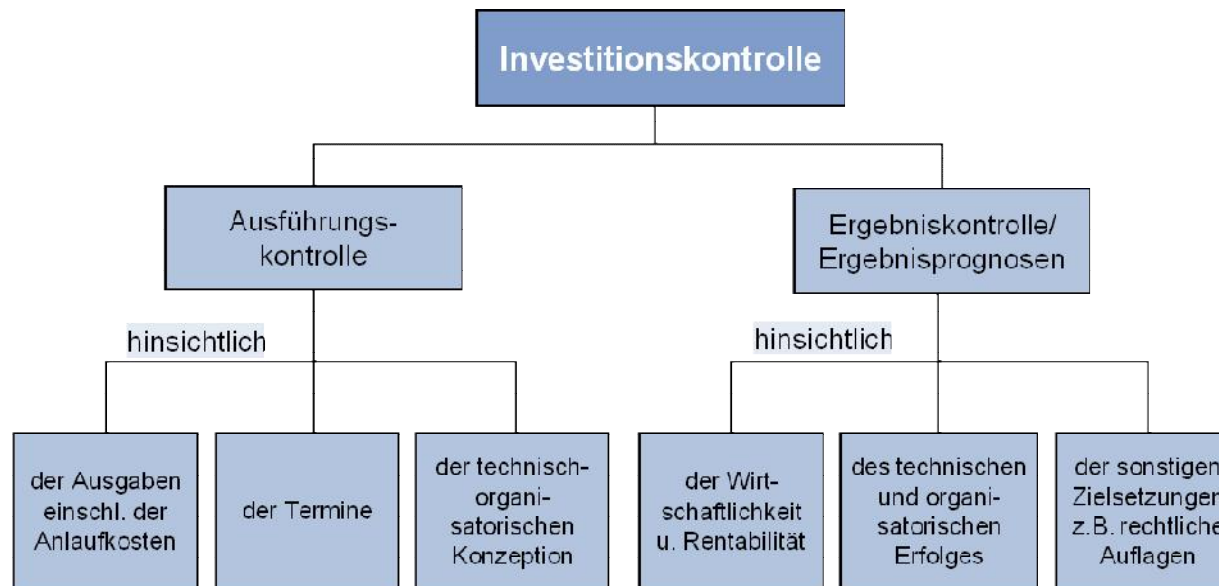 Investitionskontrolle
Ausführungs-
kontrolle
Ergebniskontrolle/
Ergebnisprognosen
hinsichtlich
hinsichtlich
der Ausgaben
einschl. der
Anlaufkosten
der Termine
der technisch-
organi-
satorischen
Konzeption
der Wirt-
schaftlichkeit
u. Rentabilität
des technischen
und organi-
satorischen
Erfolges
der sonstigen
Zielsetzungen
z.B. rechtliche
Auflagen